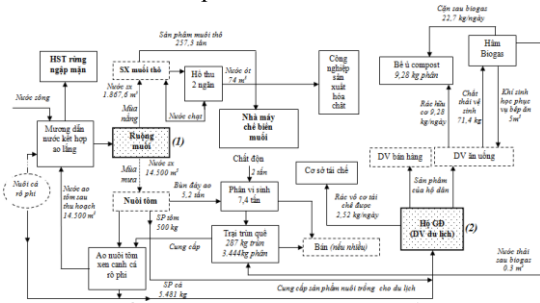 Sản phẩm muối thô
257,3 tấn
Cặn sau biogas
22,7 kg/ngày
HST rừng
ngập mặn
Nước sx
1.867,6 m³
SX muối thô
Hồ thu
2 ngăn
Nước ót
74 m³
Công
nghiệp sản
xuất
hóa
chất
Bể ủ compost
9,28 kg phân
Hầm
Biogas
Nước sông
Mùa
nắng
Nước chạt
Nhà máy
chế biến
muối
Rác hữu
cơ 9,28
kg/ngày
Chất
thải vệ
sinh
71,4 kg
Khí sinh
học phục
vụ bếp ăn
5m³
Mương dẫn
nước kết hợp
ao lắng
Ruộng
muối
(1)
Nước sx
14.500 m³
Mùa
mưa
Chất độn
2 tấn
Cơ sở tái chế
DV bán hàng
DV ăn uống
Nuôi cá
rô phi
Nước ao
tôm sau
thu hoạch
14.500 m³
Nuôi tôm
Bùn đáy ao
5,2 tấn
Phân vi sinh
7,4 tấn
Rác vô cơ tái
chế được
2,52 kg/ngày
Sản phẩm
của hộ dân
SP tôm
500 kg
Trại trùn quế
287 kg trùn
3.444kg phân
Bán (nếu nhiều)
Hộ GĐ
(DV du lịch)
(2)
Cung cấp
Ao nuôi tôm
xen canh cá
rô phi
SP cá
5.481 kg
Cung cấp sản phẩm nuôi trồng cho du lịch
Nước thải
sau biogas
0.3 m³